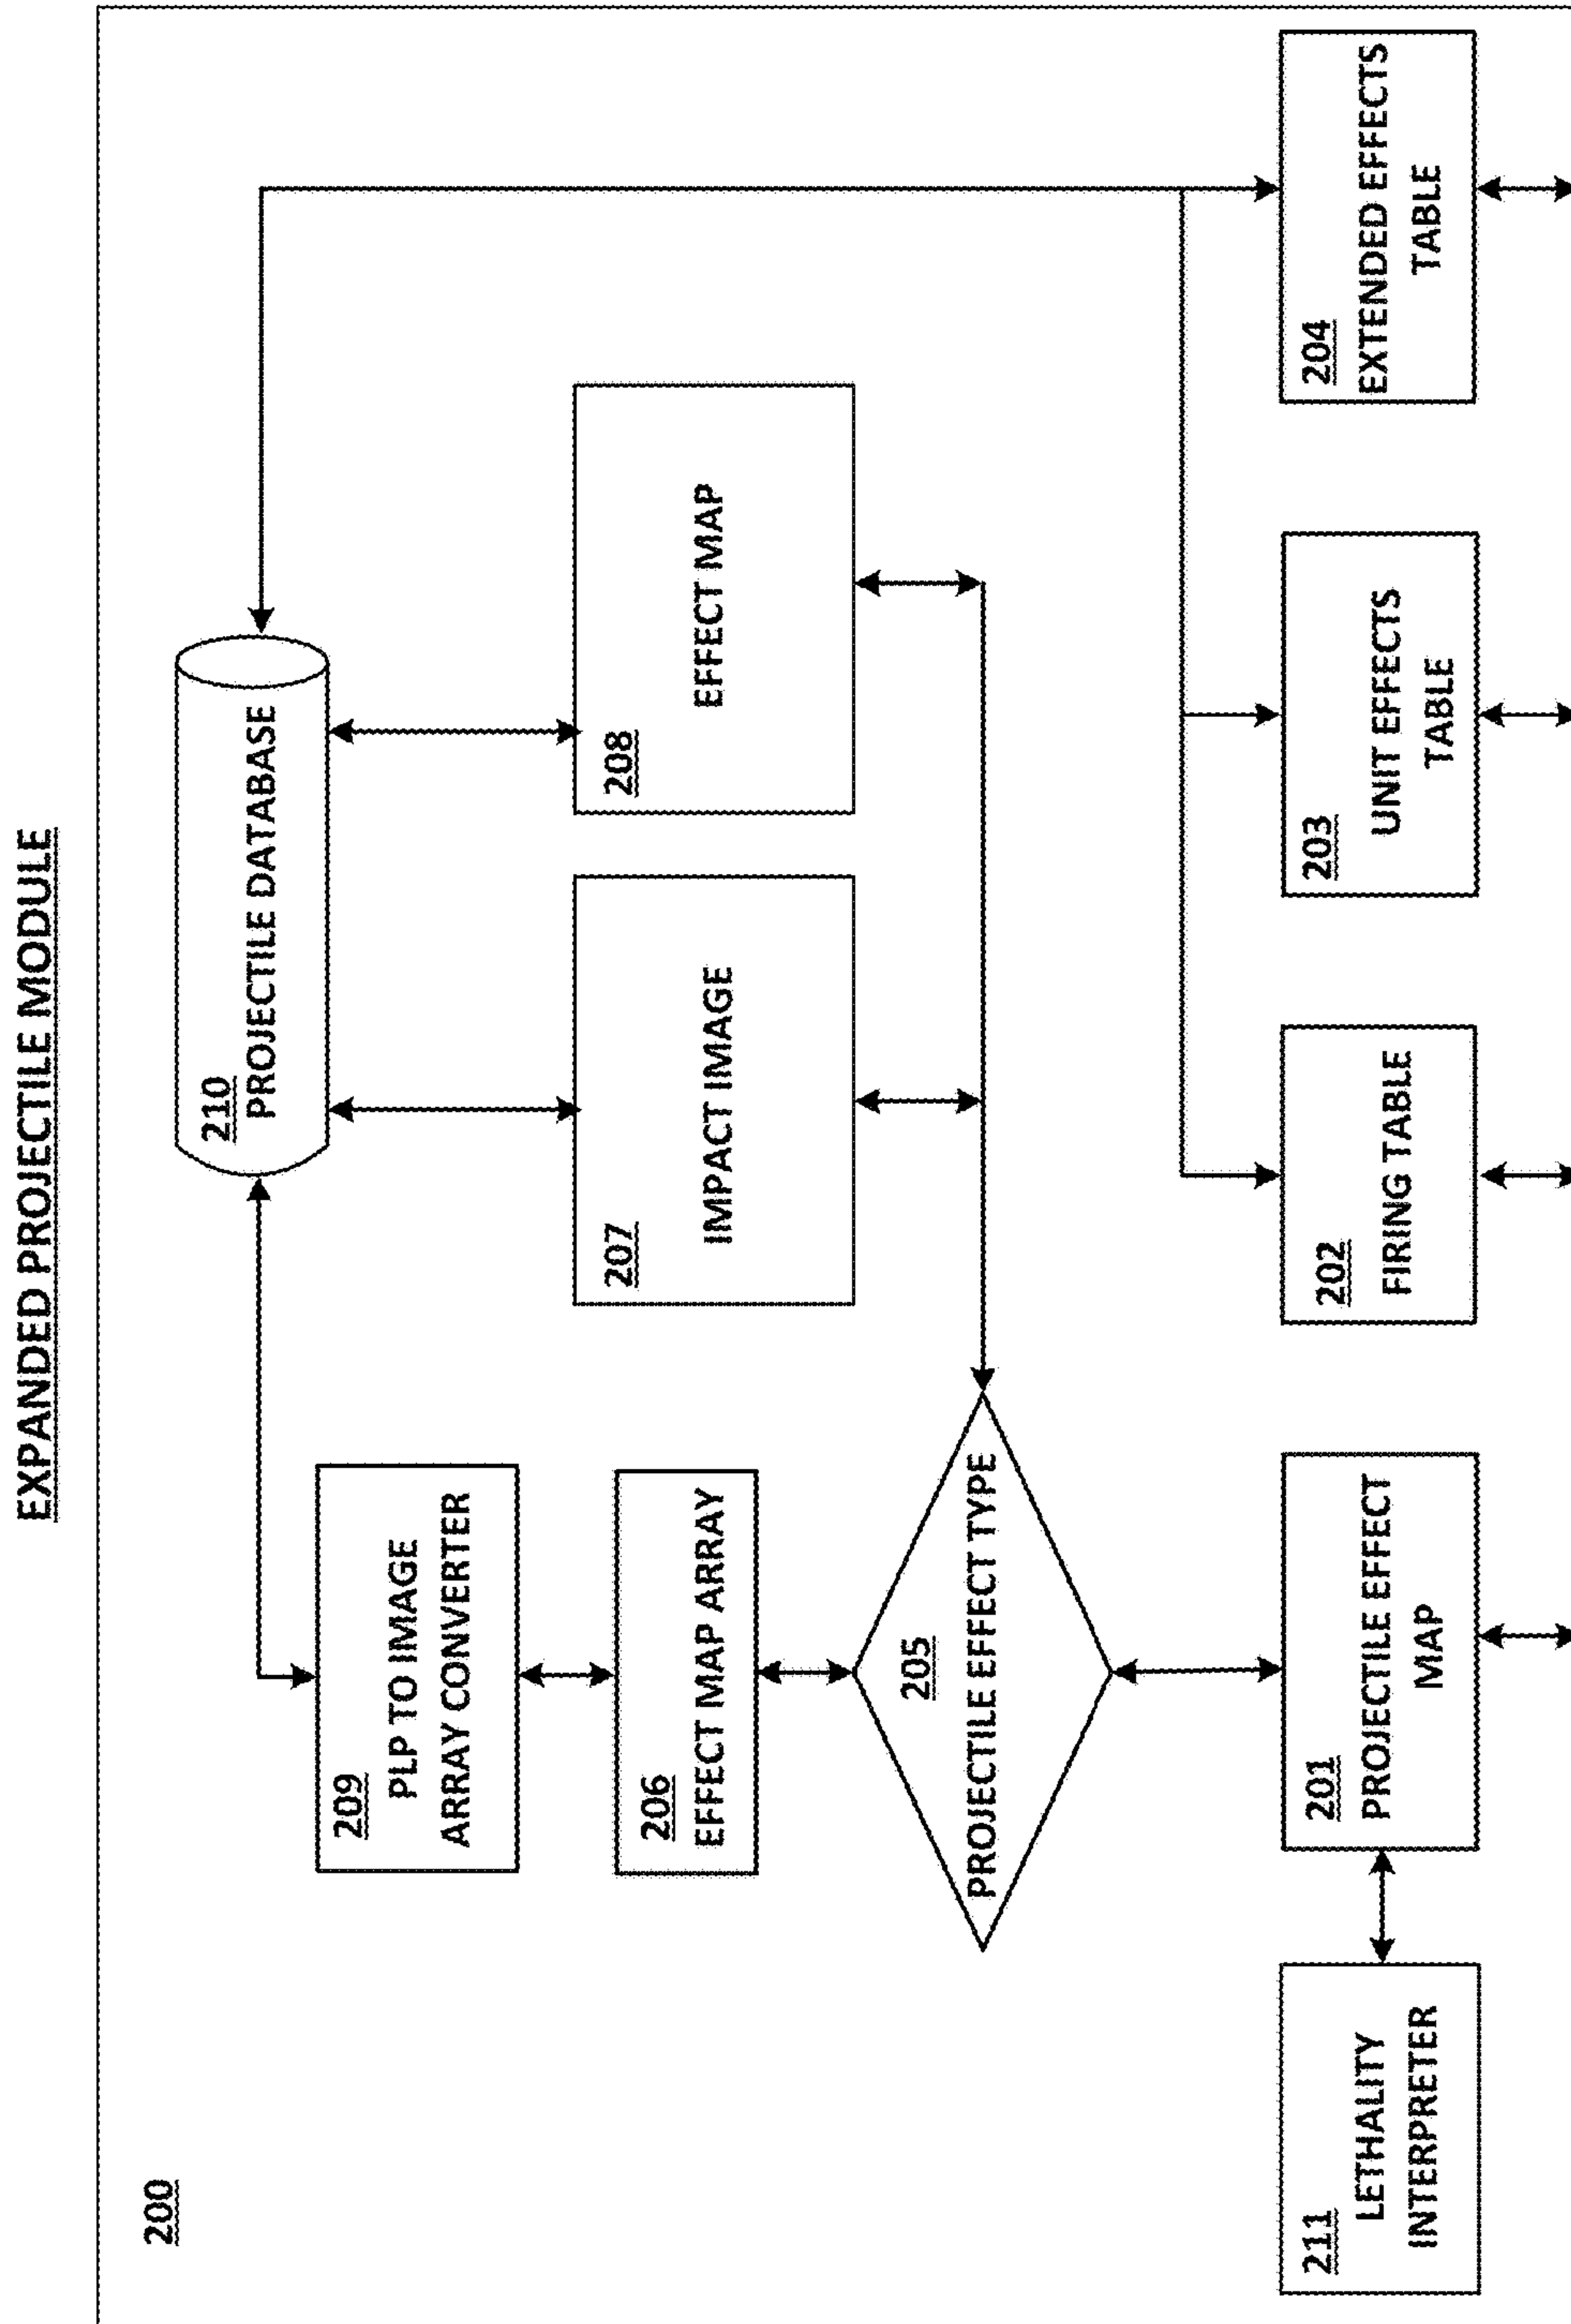 EXPANDED PROJECTILE MODULE
200
210
PROJECTILE DATABASE
209
PLP TO IMAGE
ARRAY CONVERTER
206
EFFECT MAP ARRAY
207
IMPACT IMAGE
208
EFFECT MAP
205
PROJECTILE EFFECT TYPE
211
LETHALITY
INTERPRETER
201
PROJECTILE EFFECT
MAP
202
FIRING TABLE
203
UNIT EFFECTS
TABLE
204
EXTENDED EFFECTS
TABLE